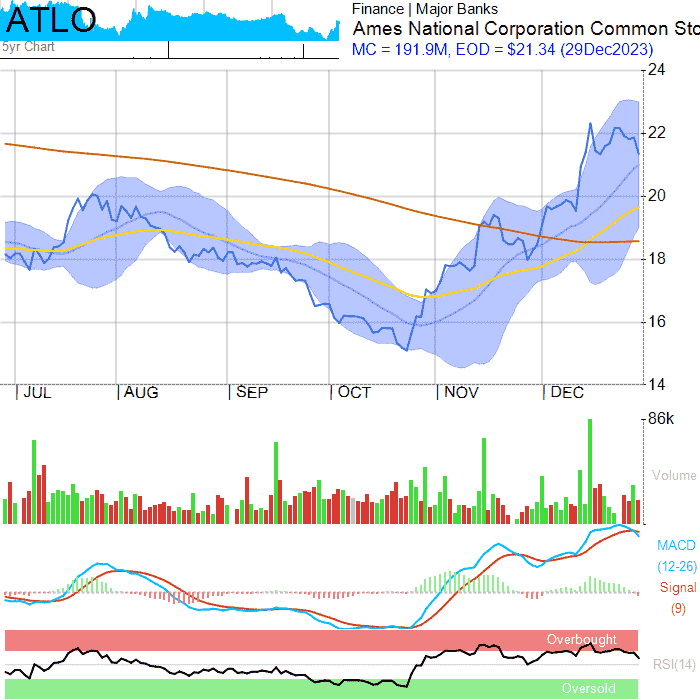 ATLO
5yr Chart
Finance | Major Banks
Ames National Corporation Common Sto
MC = 191.9M, EOD = $21.34 (29Dec2023)
24
22
20
18
16
14
JUL AUG SEP OCT NOV DEC
86k
Volume
MACD
(12-26)
Signal
(9)
Overbought
RSI(14)
Oversold